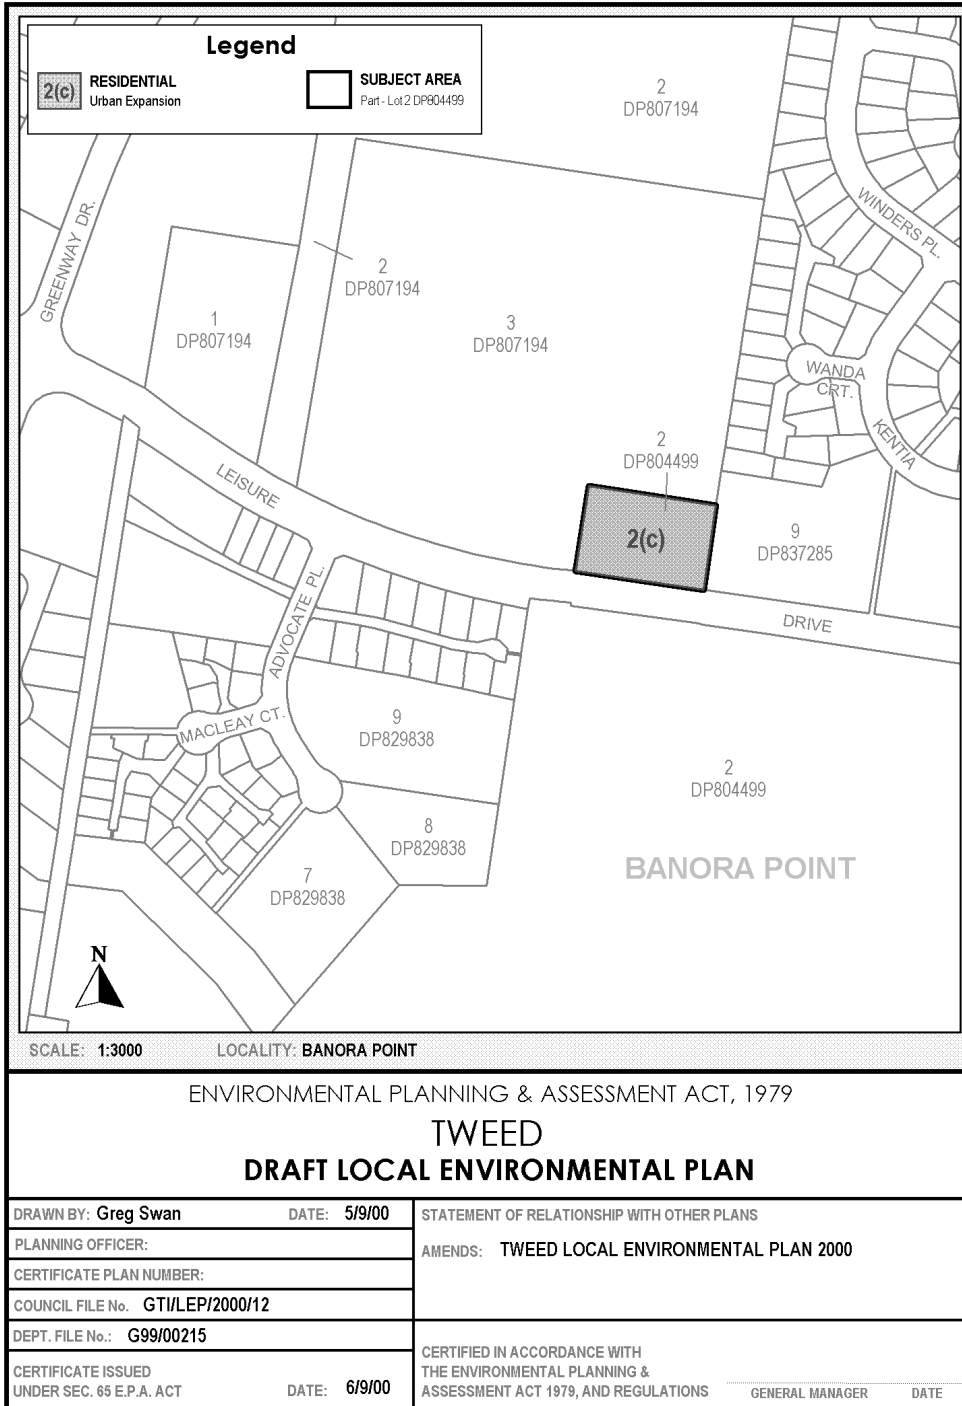 Legend
2(c)
RESIDENTIAL
Urban Expansion
SUBJECT AREA
Part - Lot 2 DP804499
2
DP807194
GREENWAY DR.
WINDERS PL.
2
DP807194
1
DP807194
3
DP807194
WANDA
CRT.
KENTIA
2
DP804499
LEISURE
2(c)
9
DP837285
DRIVE
ADVOCATE PL.
MACLEAY CT.
9
DP829838
2
DP804499
8
DP829838
7
DP829838
BANORA POINT
N
SCALE: 1:3000 LOCALITY: BANORA POINT
ENVIRONMENTAL PLANNING & ASSESSMENT ACT, 1979
TWEED
DRAFT LOCAL ENVIRONMENTAL PLAN
DRAWN BY: Greg Swan DATE: 5/9/00
PLANNING OFFICER:
CERTIFICATE PLAN NUMBER:
COUNCIL FILE No. GTI/LEP/2000/12
DEPT. FILE No.: G99/00215
CERTIFICATE ISSUED
UNDER SEC. 65 E.P.A. ACT DATE: 6/9/00
STATEMENT OF RELATIONSHIP WITH OTHER PLANS
AMENDS: TWEED LOCAL ENVIRONMENTAL PLAN 2000
CERTIFIED IN ACCORDANCE WITH
THE ENVIRONMENTAL PLANNING &
ASSESSMENT ACT 1979, AND REGULATIONS GENERAL MANAGER DATE